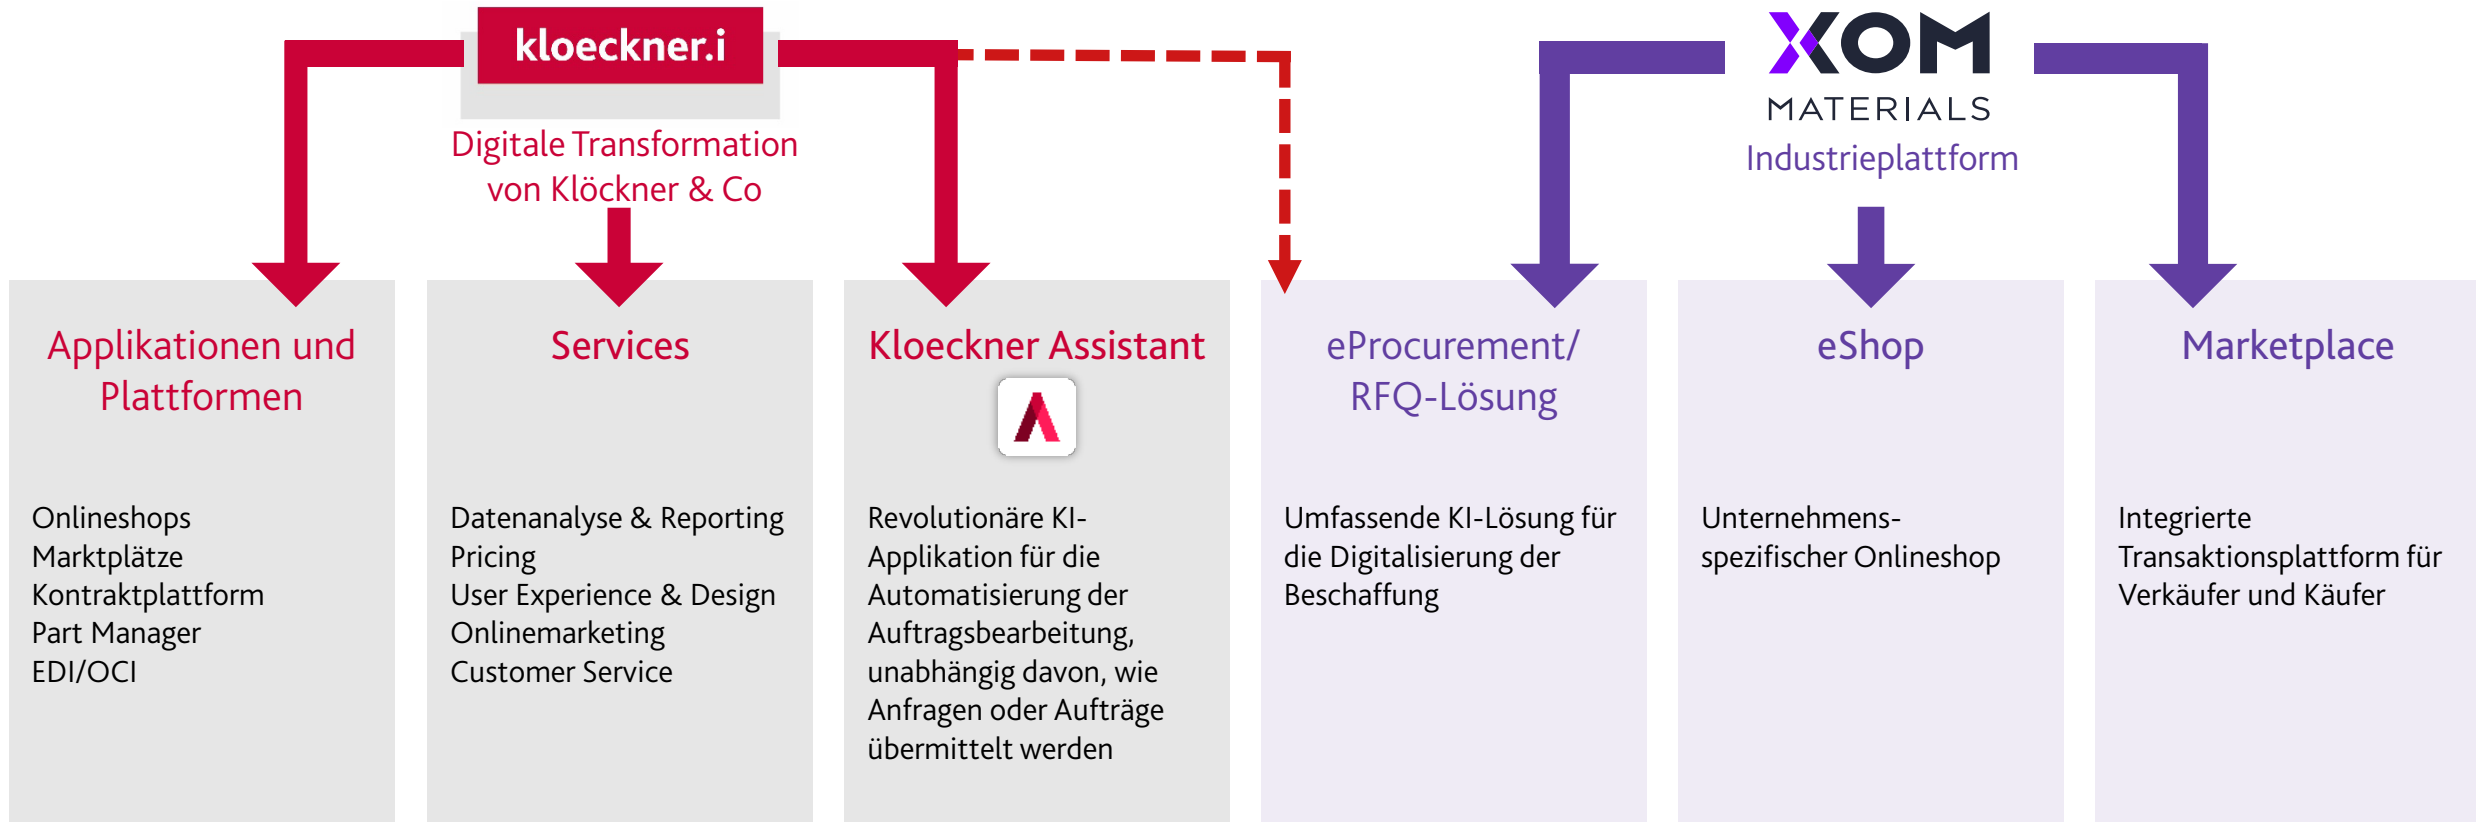 kloeckner.i
Digitale Transformation
von Klöckner & Co
XOM
MATERIALS
Industrieplattform
Applikationen und
Plattformen
Onlineshops
Marktplätze
Kontraktplattform
Part Manager
EDI/OCI
Services
Datenanalyse & Reporting
Pricing
User Experience & Design
Onlinemarketing
Customer Service
Kloeckner Assistant
Revolutionäre KI-
Applikation für die
Automatisierung der
Auftragsbearbeitung,
unabhängig davon, wie
Anfragen oder Aufträge
übermittelt werden
eProcurement/
RFQ-Lösung
Umfassende KI-Lösung für
die Digitalisierung der
Beschaffung
eShop
Unternehmens-
spezifischer Onlineshop
Marketplace
Integrierte
Transaktionsplattform für
Verkäufer und Käufer